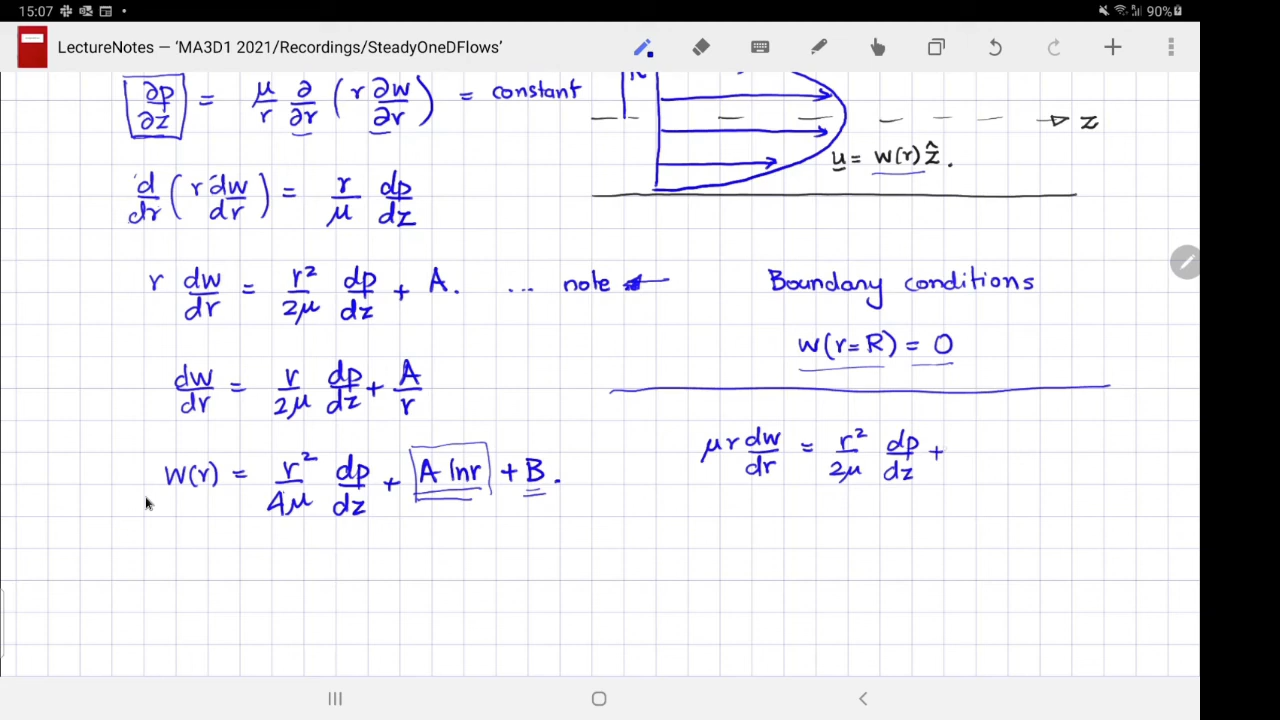 15:07
90%
LectureNotes — ‘MA3D1 2021/Recordings/SteadyOneDFlows’
∂p/∂z = μ/r ∂/∂r (r ∂w/∂r) = constant
R
z
u = w(r) ẑ.
d/dr (r dw/dr) = r/μ dp/dz
r dw/dr = r²/2μ dp/dz + A. ... note
Boundary conditions
w(r=R) = 0
dw/dr = r/2μ dp/dz + A/r
w(r) = r²/4μ dp/dz + A ln r + B.
μr dw/dr = r²/2μ dp/dz +